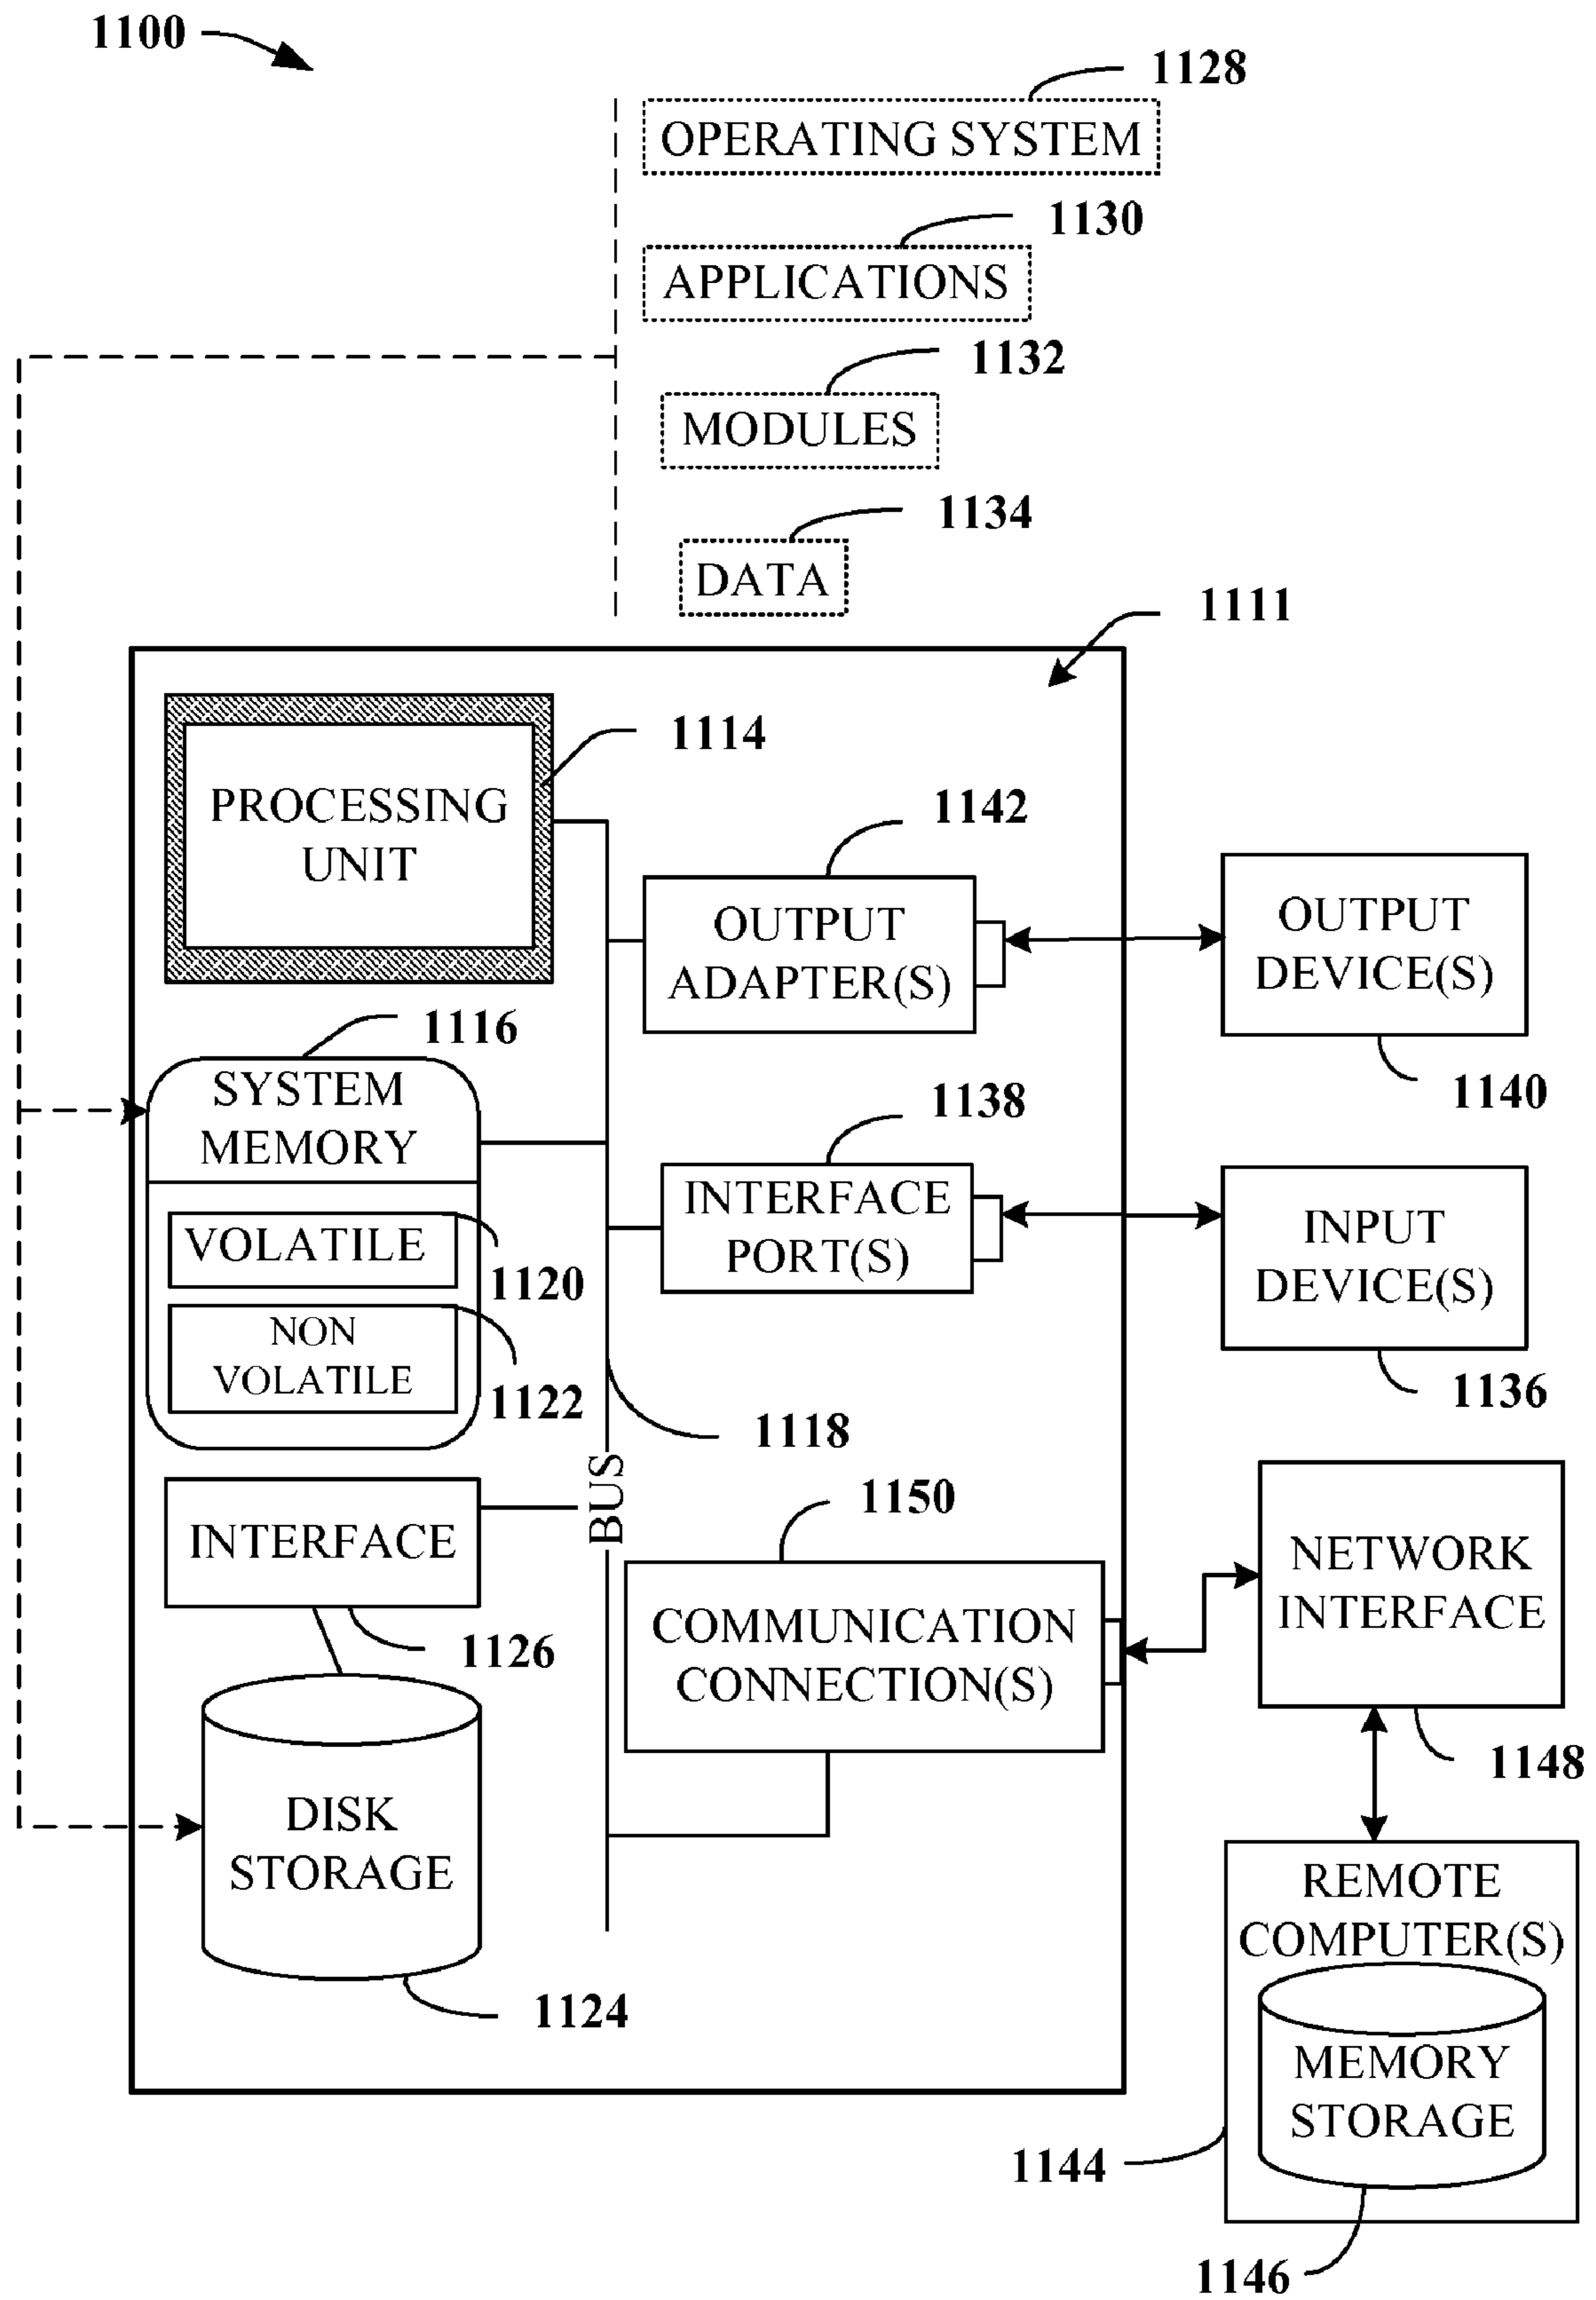 1100
1128
OPERATING SYSTEM
1130
APPLICATIONS
1132
MODULES
1134
DATA
1111
PROCESSING
UNIT
1114
1142
OUTPUT
ADAPTER(S)
OUTPUT
DEVICE(S)
1140
1116
SYSTEM
MEMORY
1138
INTERFACE
PORT(S)
INPUT
DEVICE(S)
1136
VOLATILE
1120
NON
VOLATILE
1122
1118
BUS
INTERFACE
1126
1150
COMMUNICATION
CONNECTION(S)
NETWORK
INTERFACE
1148
DISK
STORAGE
1124
REMOTE
COMPUTER(S)
MEMORY
STORAGE
1144
1146